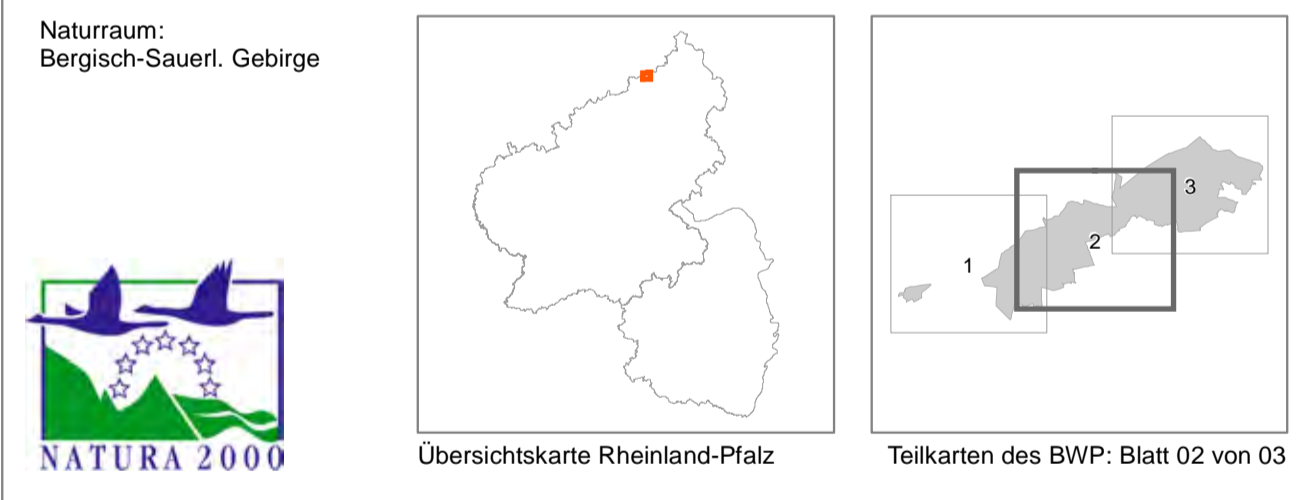 Naturraum:
Bergisch-Sauerl. Gebirge
NATURA 2000
Übersichtskarte Rheinland-Pfalz
1
2
3
Teilkarten des BWP: Blatt 02 von 03